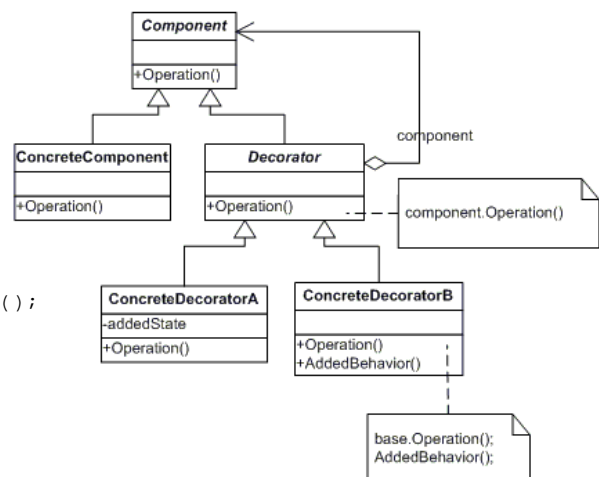 Component
+Operation()
component
ConcreteComponent
+Operation()
Decorator
+Operation()
component.Operation()
();
ConcreteDecoratorA
-addedState
+Operation()
ConcreteDecoratorB
+Operation()
+AddedBehavior()
base.Operation();
AddedBehavior();